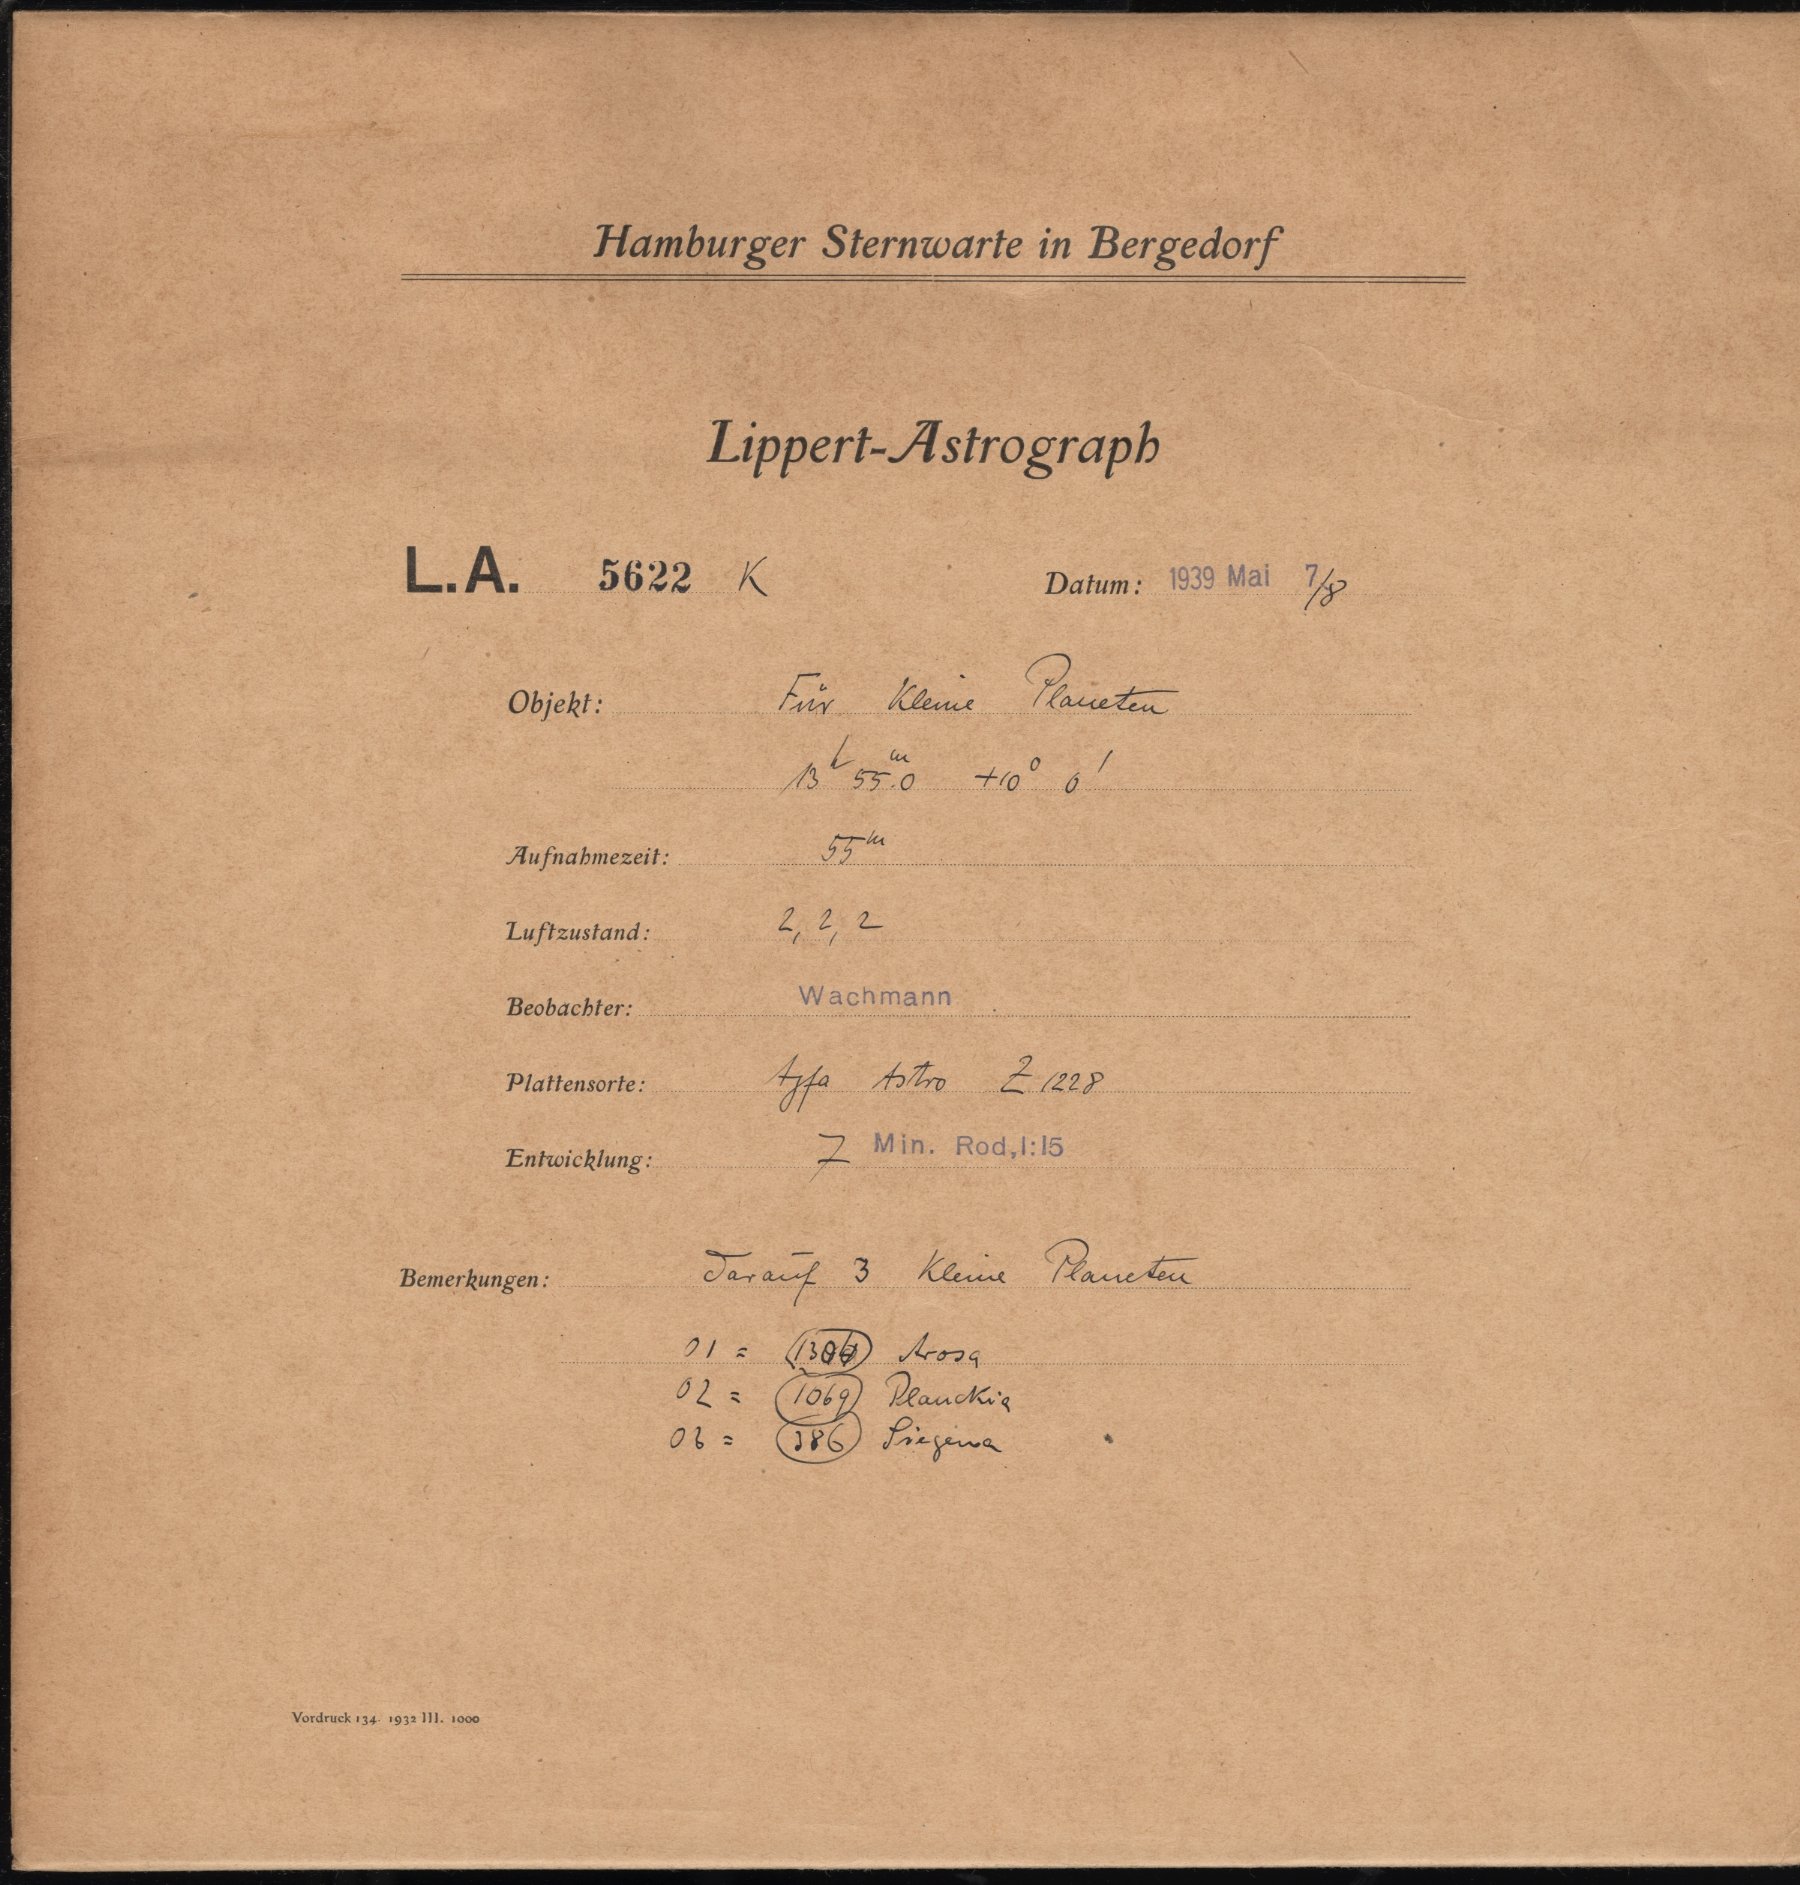 Hamburger Sternwarte in Bergedorf
Lippert-Astrograph
L.A. 5622 K Datum: 1939 Mai 7/8
Objekt: Für Kleine Planeten
13h 55m.0 +10° 0'
Aufnahmezeit: 55m
Luftzustand: 2, 2, 2
Beobachter: Wachmann
Plattensorte: Agfa Astro Z 1228
Entwicklung: 7 Min. Rod,1:15
Bemerkungen: Darauf 3 Kleine Planeten
01 = Arosa
02 = 1069 Planckia
03 = 386 Siegena
Vordruck 134. 1932 III. 1000